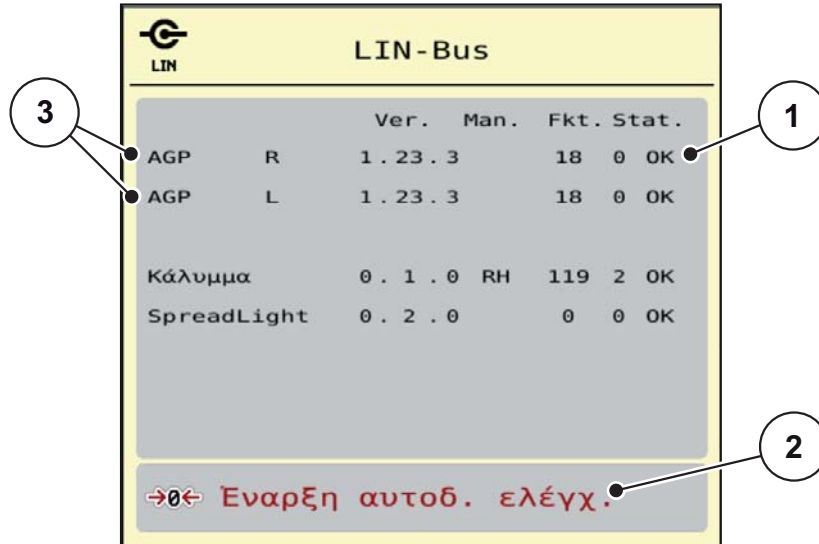 LIN LIN-Bus
Ver. Man. Fkt. Stat.
3 1
AGP R 1.23.3 18 0 OK
AGP L 1.23.3 18 0 OK
Κάλυμμα 0.1.0 RH 119 2 OK
SpreadLight 0.2.0 0 0 OK
2
→0← Έναρξη αυτοδ. ελέγχ.